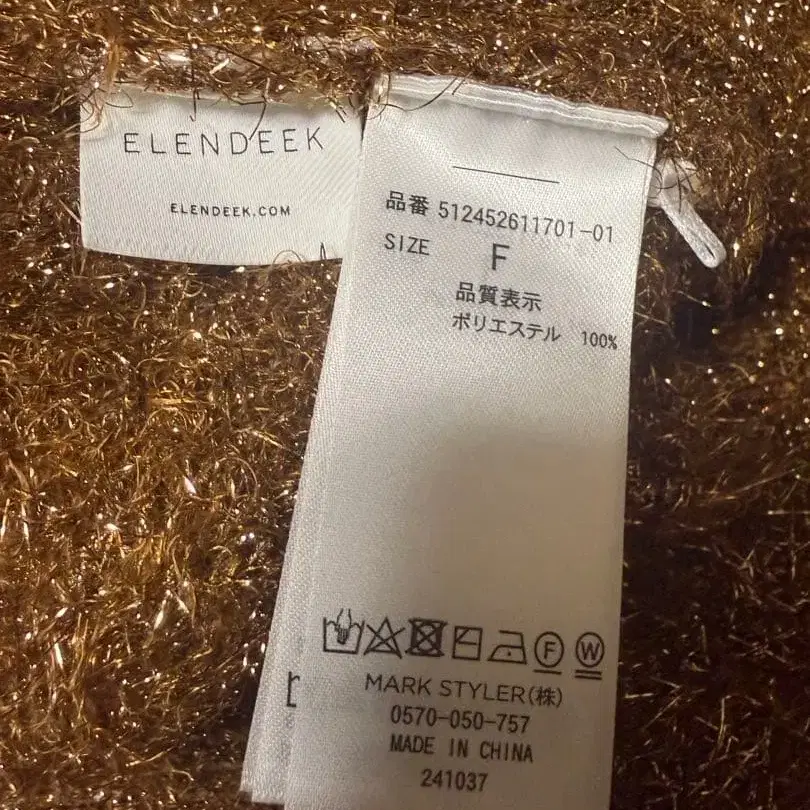 ELENDEEK
ELENDEEK.COM
品番 512452611701-01
SIZE F
品質表示
ポリエステル 100%
F W
MARK STYLER(株)
0570-050-757
MADE IN CHINA
241037